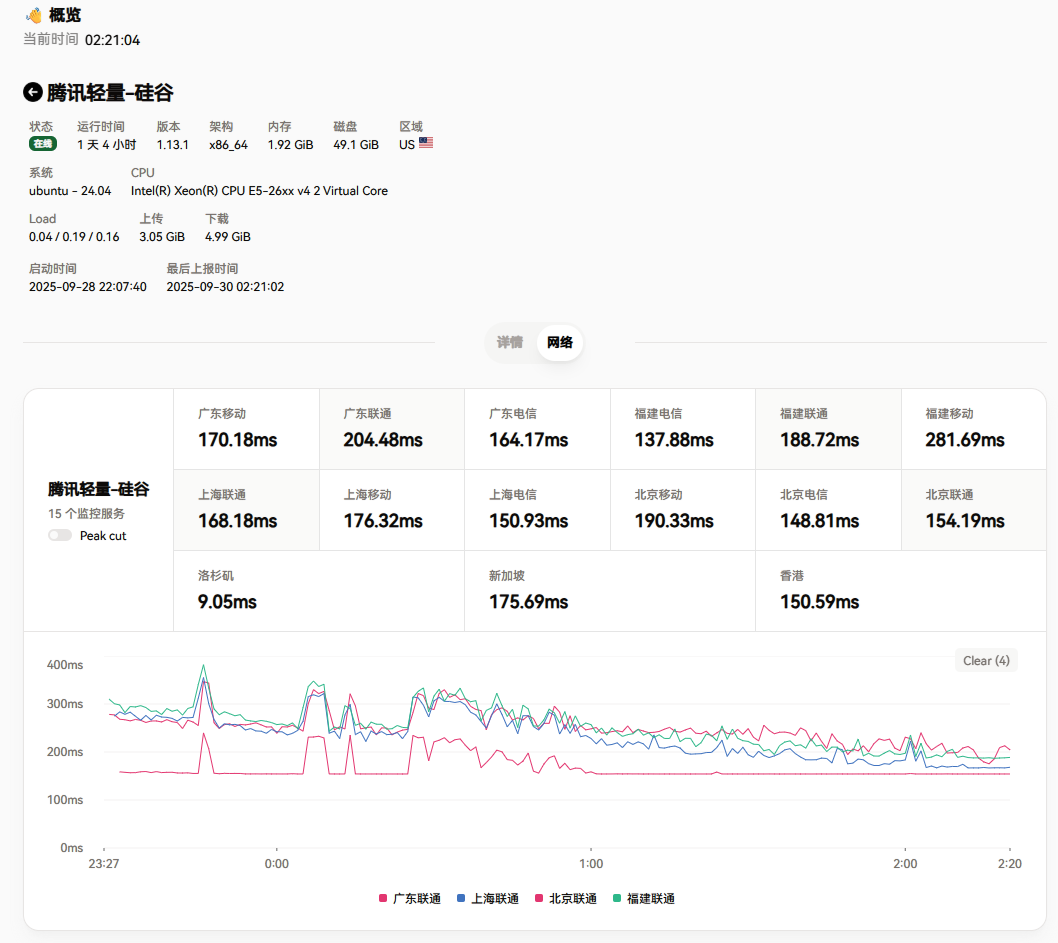 👋 概览
当前时间 02:21:04
腾讯轻量-硅谷
状态 运行时间 版本 架构 内存 磁盘 区域
在线 1 天 4 小时 1.13.1 x86_64 1.92 GiB 49.1 GiB US
系统 CPU
ubuntu - 24.04 Intel(R) Xeon(R) CPU E5-26xx v4 2 Virtual Core
Load 上传 下载
0.04 / 0.19 / 0.16 3.05 GiB 4.99 GiB
启动时间 最后上报时间
2025-09-28 22:07:40 2025-09-30 02:21:02
详情 网络
腾讯轻量-硅谷
15 个监控服务
Peak cut
广东移动 广东联通 广东电信 福建电信 福建联通 福建移动
170.18ms 204.48ms 164.17ms 137.88ms 188.72ms 281.69ms
上海联通 上海移动 上海电信 北京移动 北京电信 北京联通
168.18ms 176.32ms 150.93ms 190.33ms 148.81ms 154.19ms
洛杉矶 新加坡 香港
9.05ms 175.69ms 150.59ms
Clear (4)
400ms
300ms
200ms
100ms
0ms
23:27 0:00 1:00 2:00 2:20
广东联通 上海联通 北京联通 福建联通